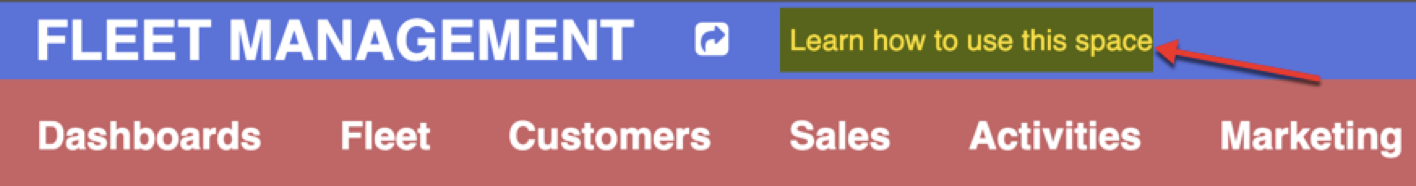 FLEET MANAGEMENT Learn how to use this space
Dashboards Fleet Customers Sales Activities Marketing